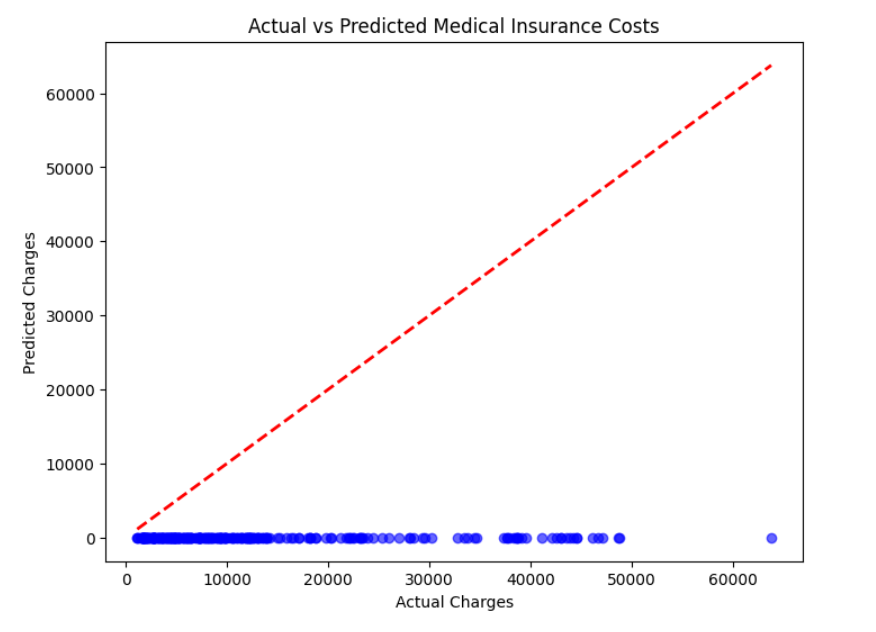 Actual vs Predicted Medical Insurance Costs
Predicted Charges
60000
50000
40000
30000
20000
10000
0
0 10000 20000 30000 40000 50000 60000
Actual Charges